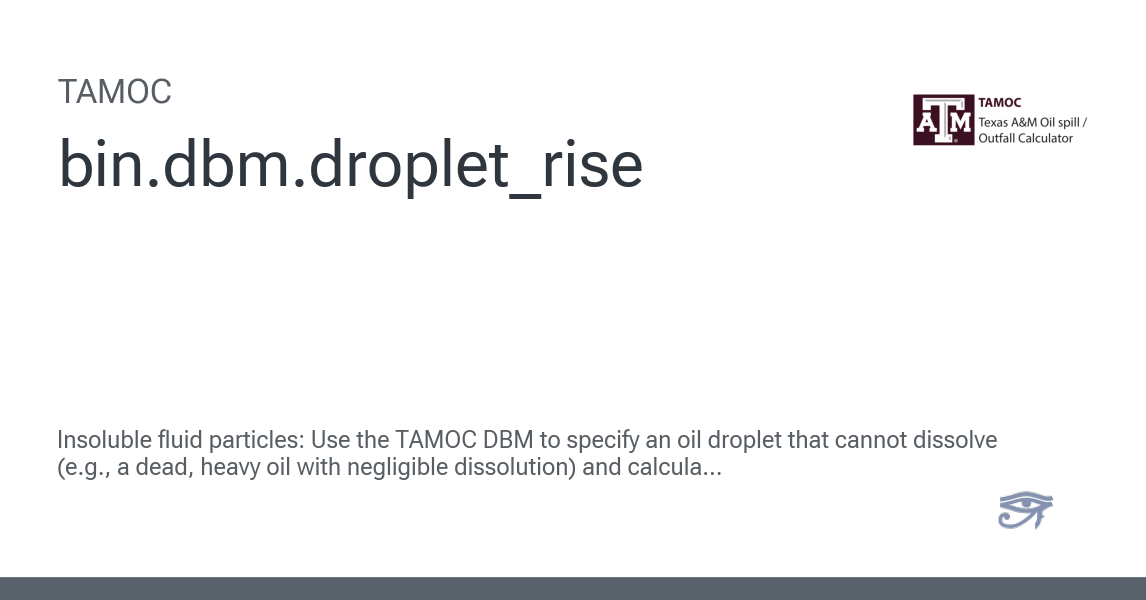 TAMOC
bin.dbm.droplet_rise
ATM
TAMOC
Texas A&M Oil spill /
Outfall Calculator
Insoluble fluid particles: Use the TAMOC DBM to specify an oil droplet that cannot dissolve
(e.g., a dead, heavy oil with negligible dissolution) and calcula...